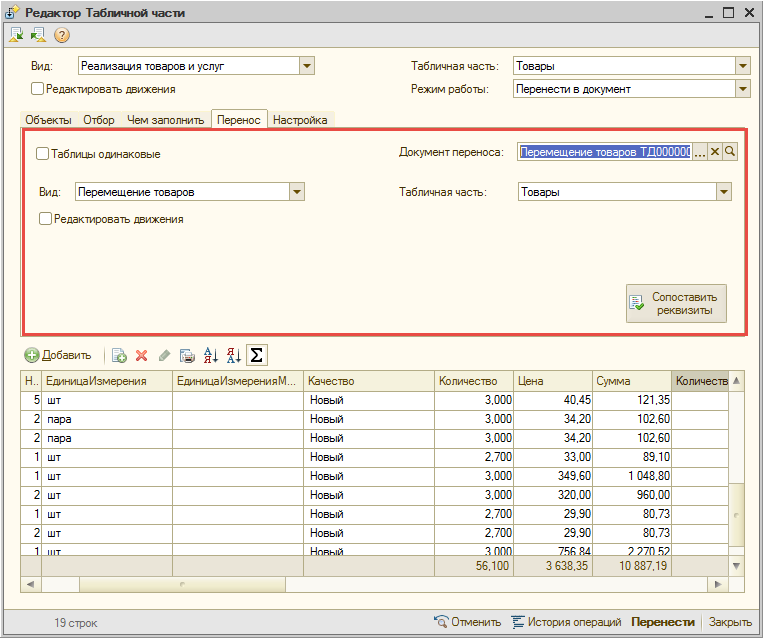 Редактор Табличной части
Вид: Реализация товаров и услуг Табличная часть: Товары
Редактировать движения Режим работы: Перенести в документ
Объекты Отбор Чем заполнить Перенос Настройка
Таблицы одинаковые Документ переноса: Перемещение товаров ТД000000 ...
Вид: Перемещение товаров Табличная часть: Товары
Редактировать движения
Сопоставить
реквизиты
Добавить
Н.. ЕдиницаИзмерения ЕдиницаИзмеренияМ... Качество Количество Цена Сумма Количеств
5 шт Новый 3,000 40,45 121,35
2 пара Новый 3,000 34,20 102,60
2 пара Новый 3,000 34,20 102,60
1 шт Новый 2,700 33,00 89,10
1 шт Новый 3,000 349,60 1 048,80
2 шт Новый 3,000 320,00 960,00
1 шт Новый 2,700 29,90 80,73
2 шт Новый 2,700 29,90 80,73
1 шт Новый 3,000 756,84 2 270,52
56,100 3 638,35 10 887,19
19 строк Отменить История операций Перенести Закрыть